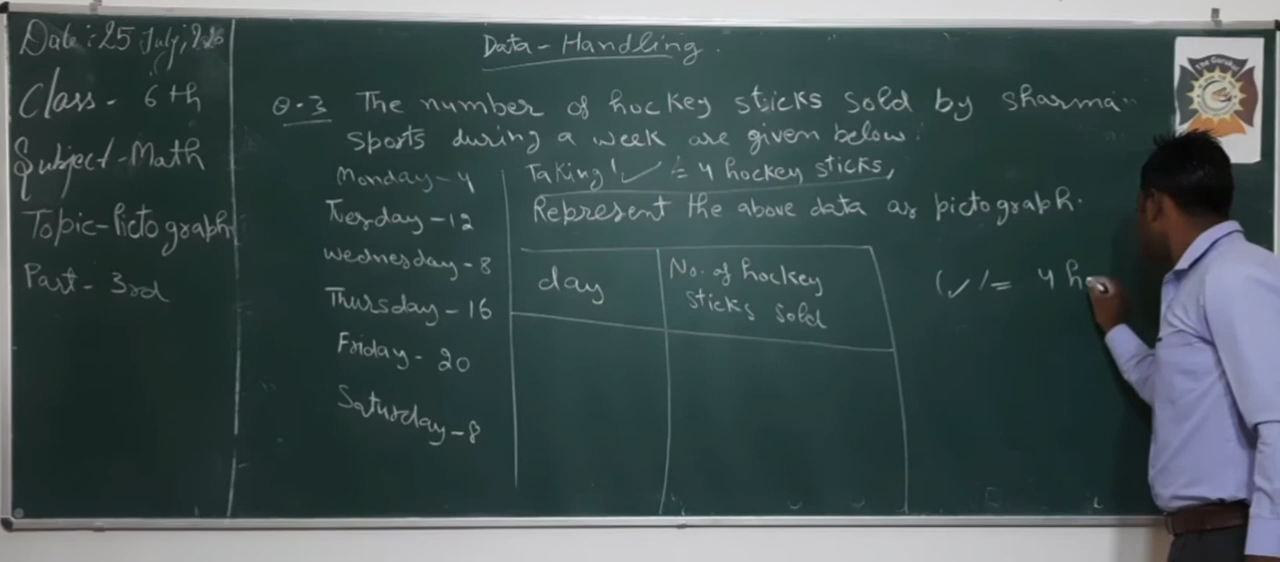 Date: 25 July, 2020
Class - 6th
Subject - Math
Topic - Pictograph
Part - 3rd
Data - Handling.
Q.3 The number of hockey sticks sold by sharma
sports during a week are given below.
Monday - 4
Tuesday - 12
Wednesday - 8
Thursday - 16
Friday - 20
Saturday - 8
Taking ✓ = 4 hockey sticks,
Represent the above data as pictograph.
day
No. of hockey
sticks sold
(✓) = 4 ho
The Gurukul